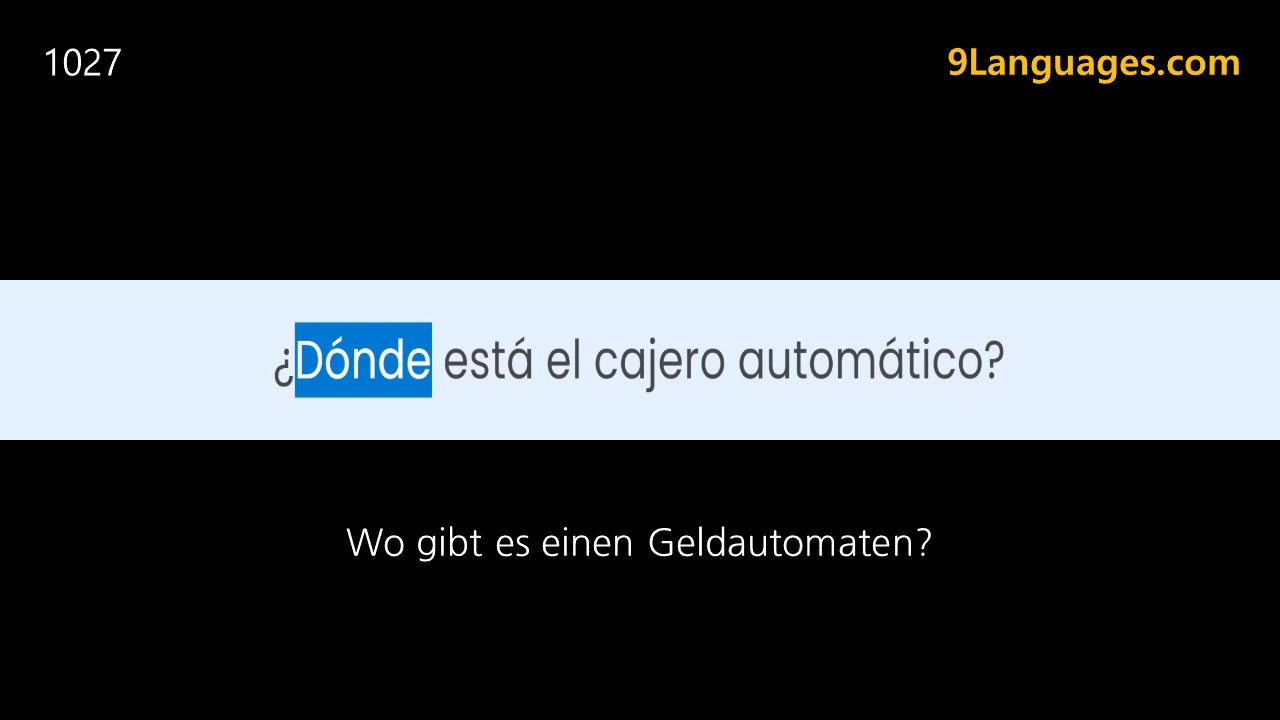 1027
9Languages.com
¿Dónde está el cajero automático?
Wo gibt es einen Geldautomaten?